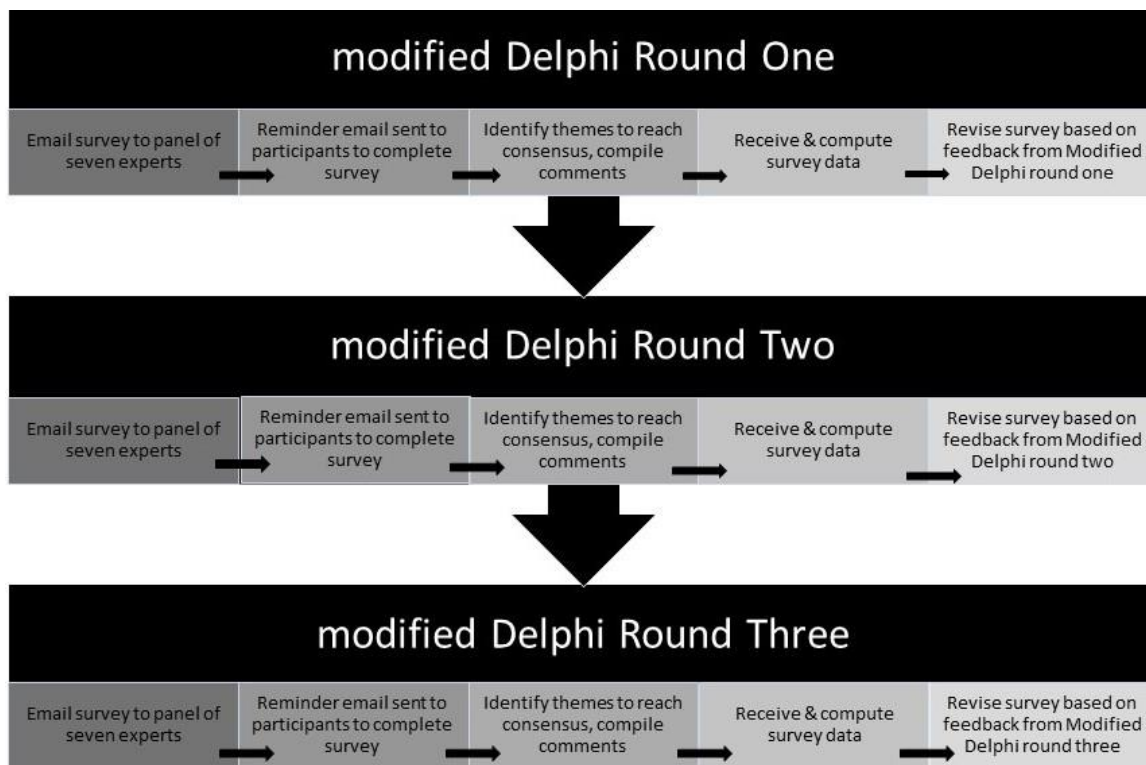 modified Delphi Round One
Email survey to panel of
seven experts
Reminder email sent to
participants to complete
survey
Identify themes to reach
consensus, compile
comments
Receive & compute
survey data
Revise survey based on
feedback from Modified
Delphi round one
modified Delphi Round Two
Email survey to panel of
seven experts
Reminder email sent to
participants to complete
survey
Identify themes to reach
consensus, compile
comments
Receive & compute
survey data
Revise survey based on
feedback from Modified
Delphi round two
modified Delphi Round Three
Email survey to panel of
seven experts
Reminder email sent to
participants to complete
survey
Identify themes to reach
consensus, compile
comments
Receive & compute
survey data
Revise survey based on
feedback from Modified
Delphi round three